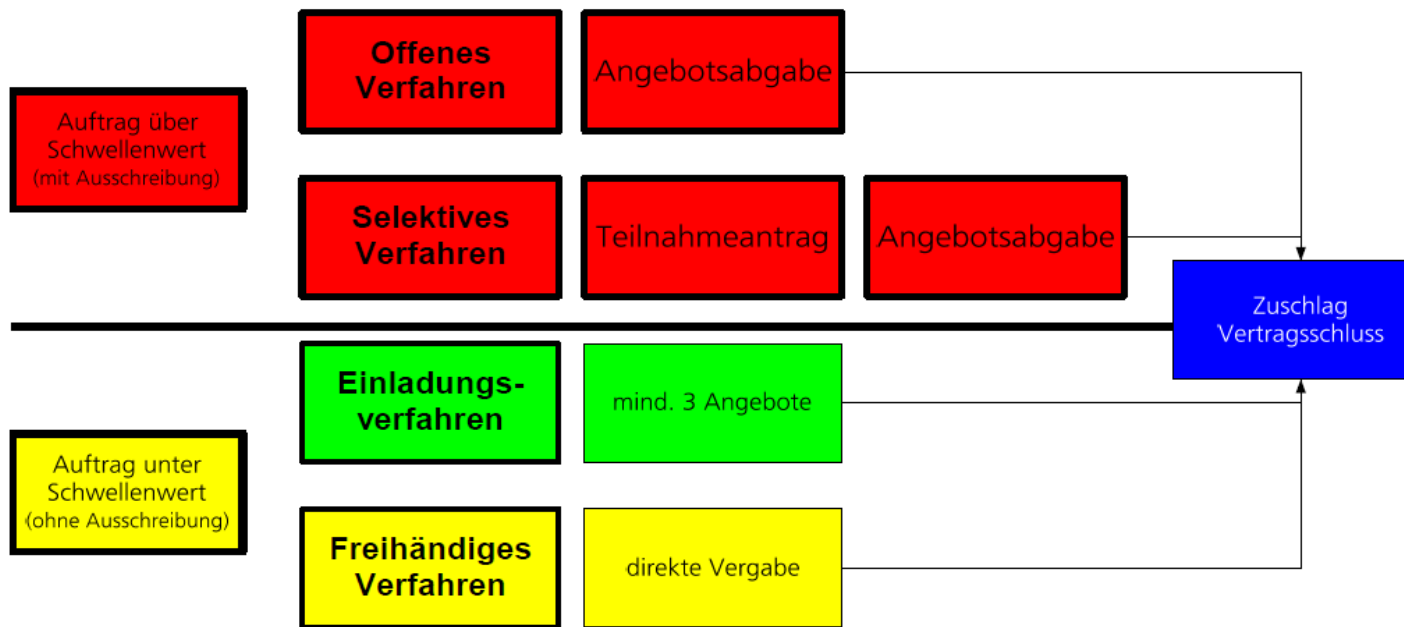 Auftrag über
Schwellenwert
(mit Ausschreibung)
Offenes
Verfahren
Angebotsabgabe
Selektives
Verfahren
Teilnahmeantrag
Angebotsabgabe
Zuschlag
Vertragsschluss
Auftrag unter
Schwellenwert
(ohne Ausschreibung)
Einladungs-
verfahren
mind. 3 Angebote
Freihändiges
Verfahren
direkte Vergabe